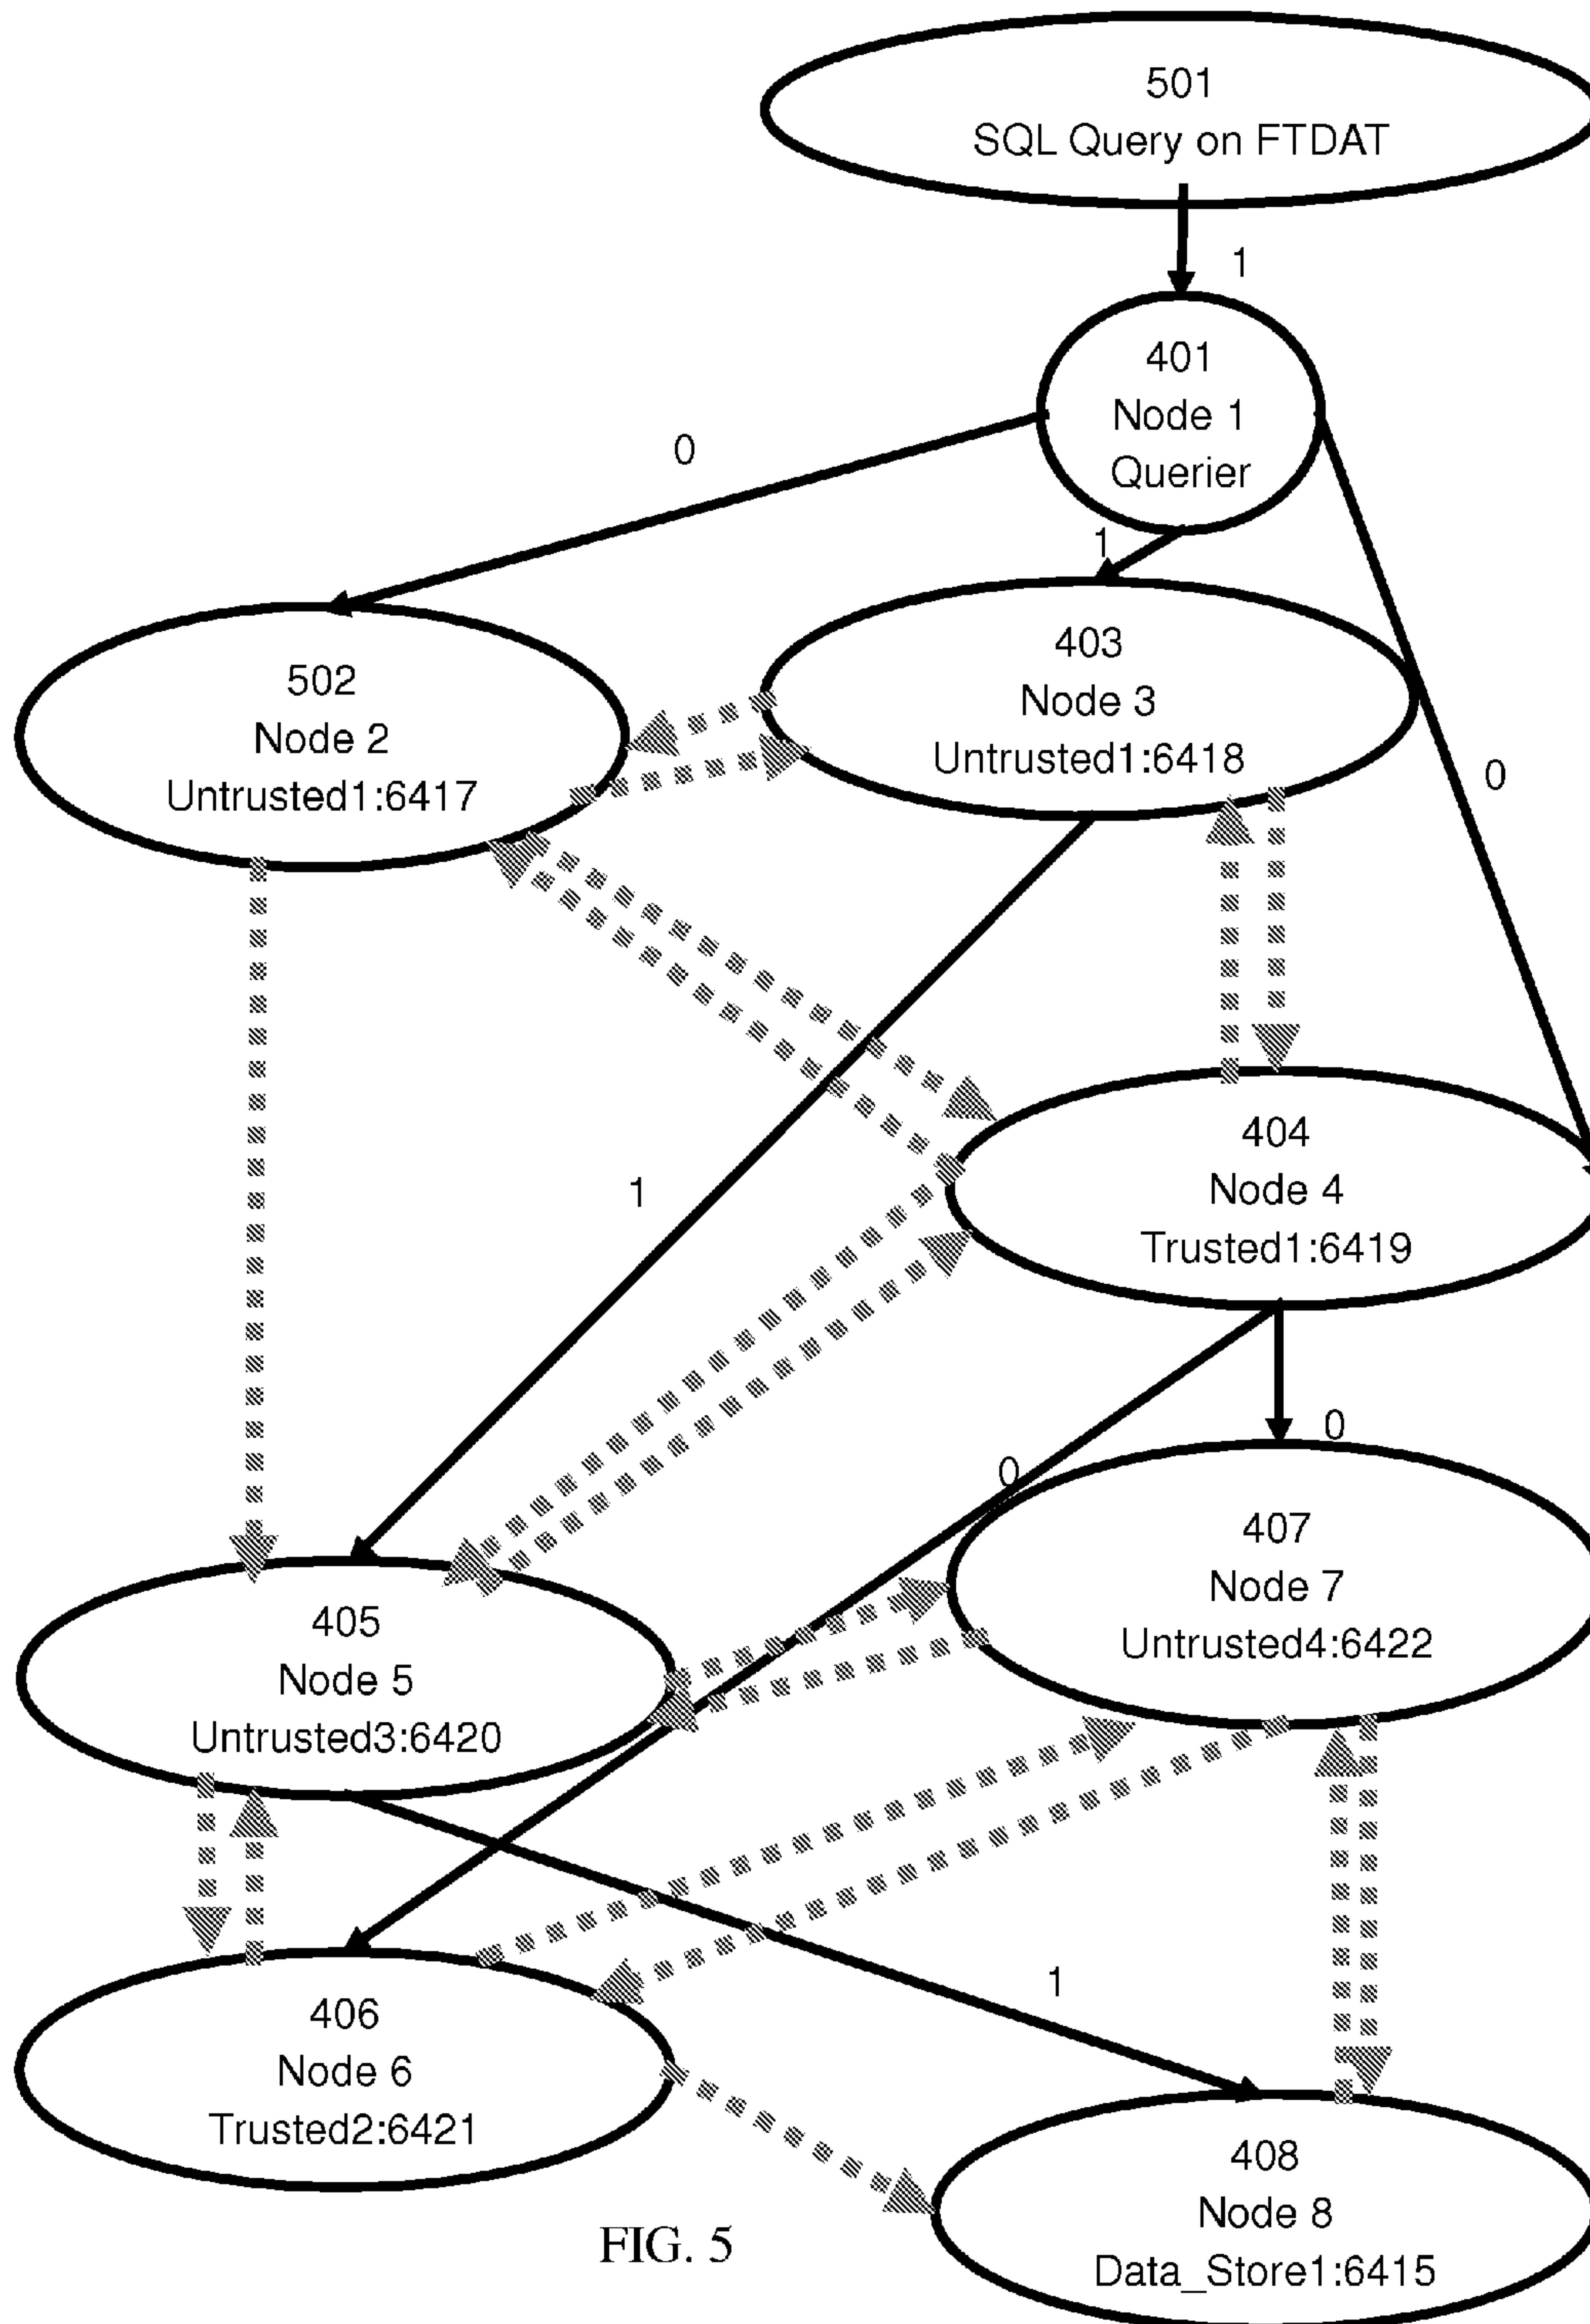 501
SQL Query on FTDAT
1
401
Node 1
Querier
0
1
403
Node 3
Untrusted1:6418
502
Node 2
Untrusted1:6417
0
404
Node 4
Trusted1:6419
1
0
0
407
Node 7
Untrusted4:6422
405
Node 5
Untrusted3:6420
1
406
Node 6
Trusted2:6421
408
Node 8
Data_Store1:6415
FIG. 5